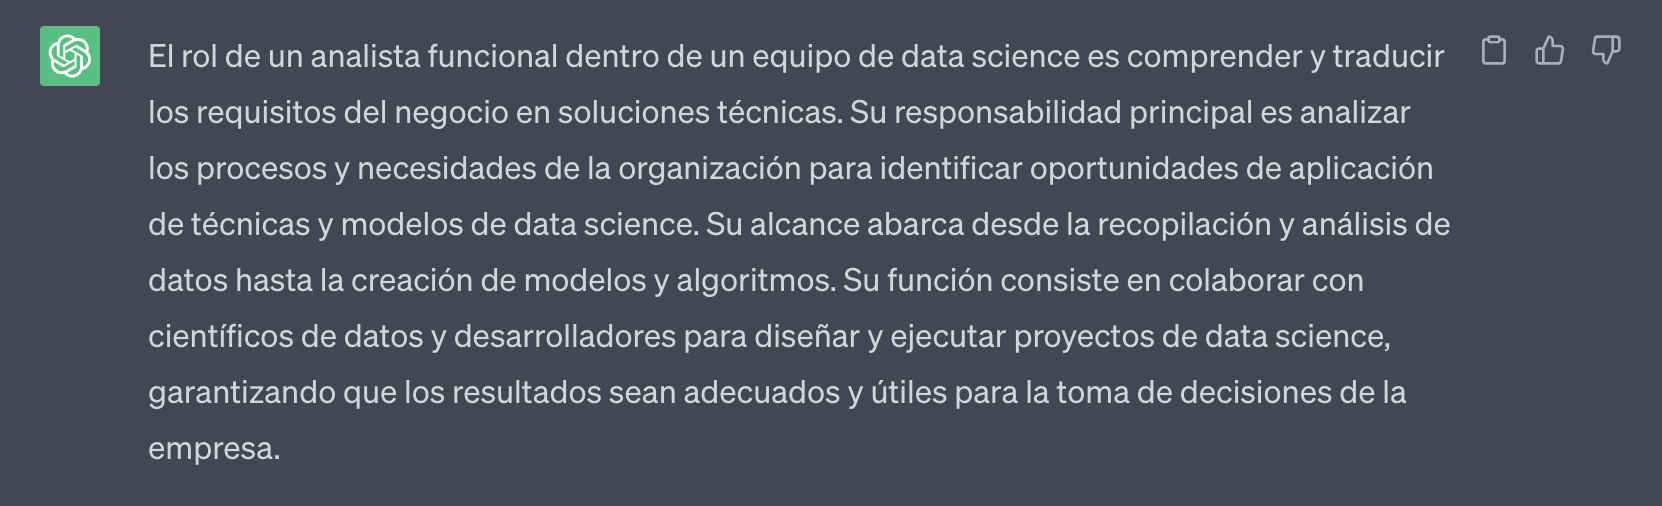 El rol de un analista funcional dentro de un equipo de data science es comprender y traducir
los requisitos del negocio en soluciones técnicas. Su responsabilidad principal es analizar
los procesos y necesidades de la organización para identificar oportunidades de aplicación
de técnicas y modelos de data science. Su alcance abarca desde la recopilación y análisis de
datos hasta la creación de modelos y algoritmos. Su función consiste en colaborar con
científicos de datos y desarrolladores para diseñar y ejecutar proyectos de data science,
garantizando que los resultados sean adecuados y útiles para la toma de decisiones de la
empresa.